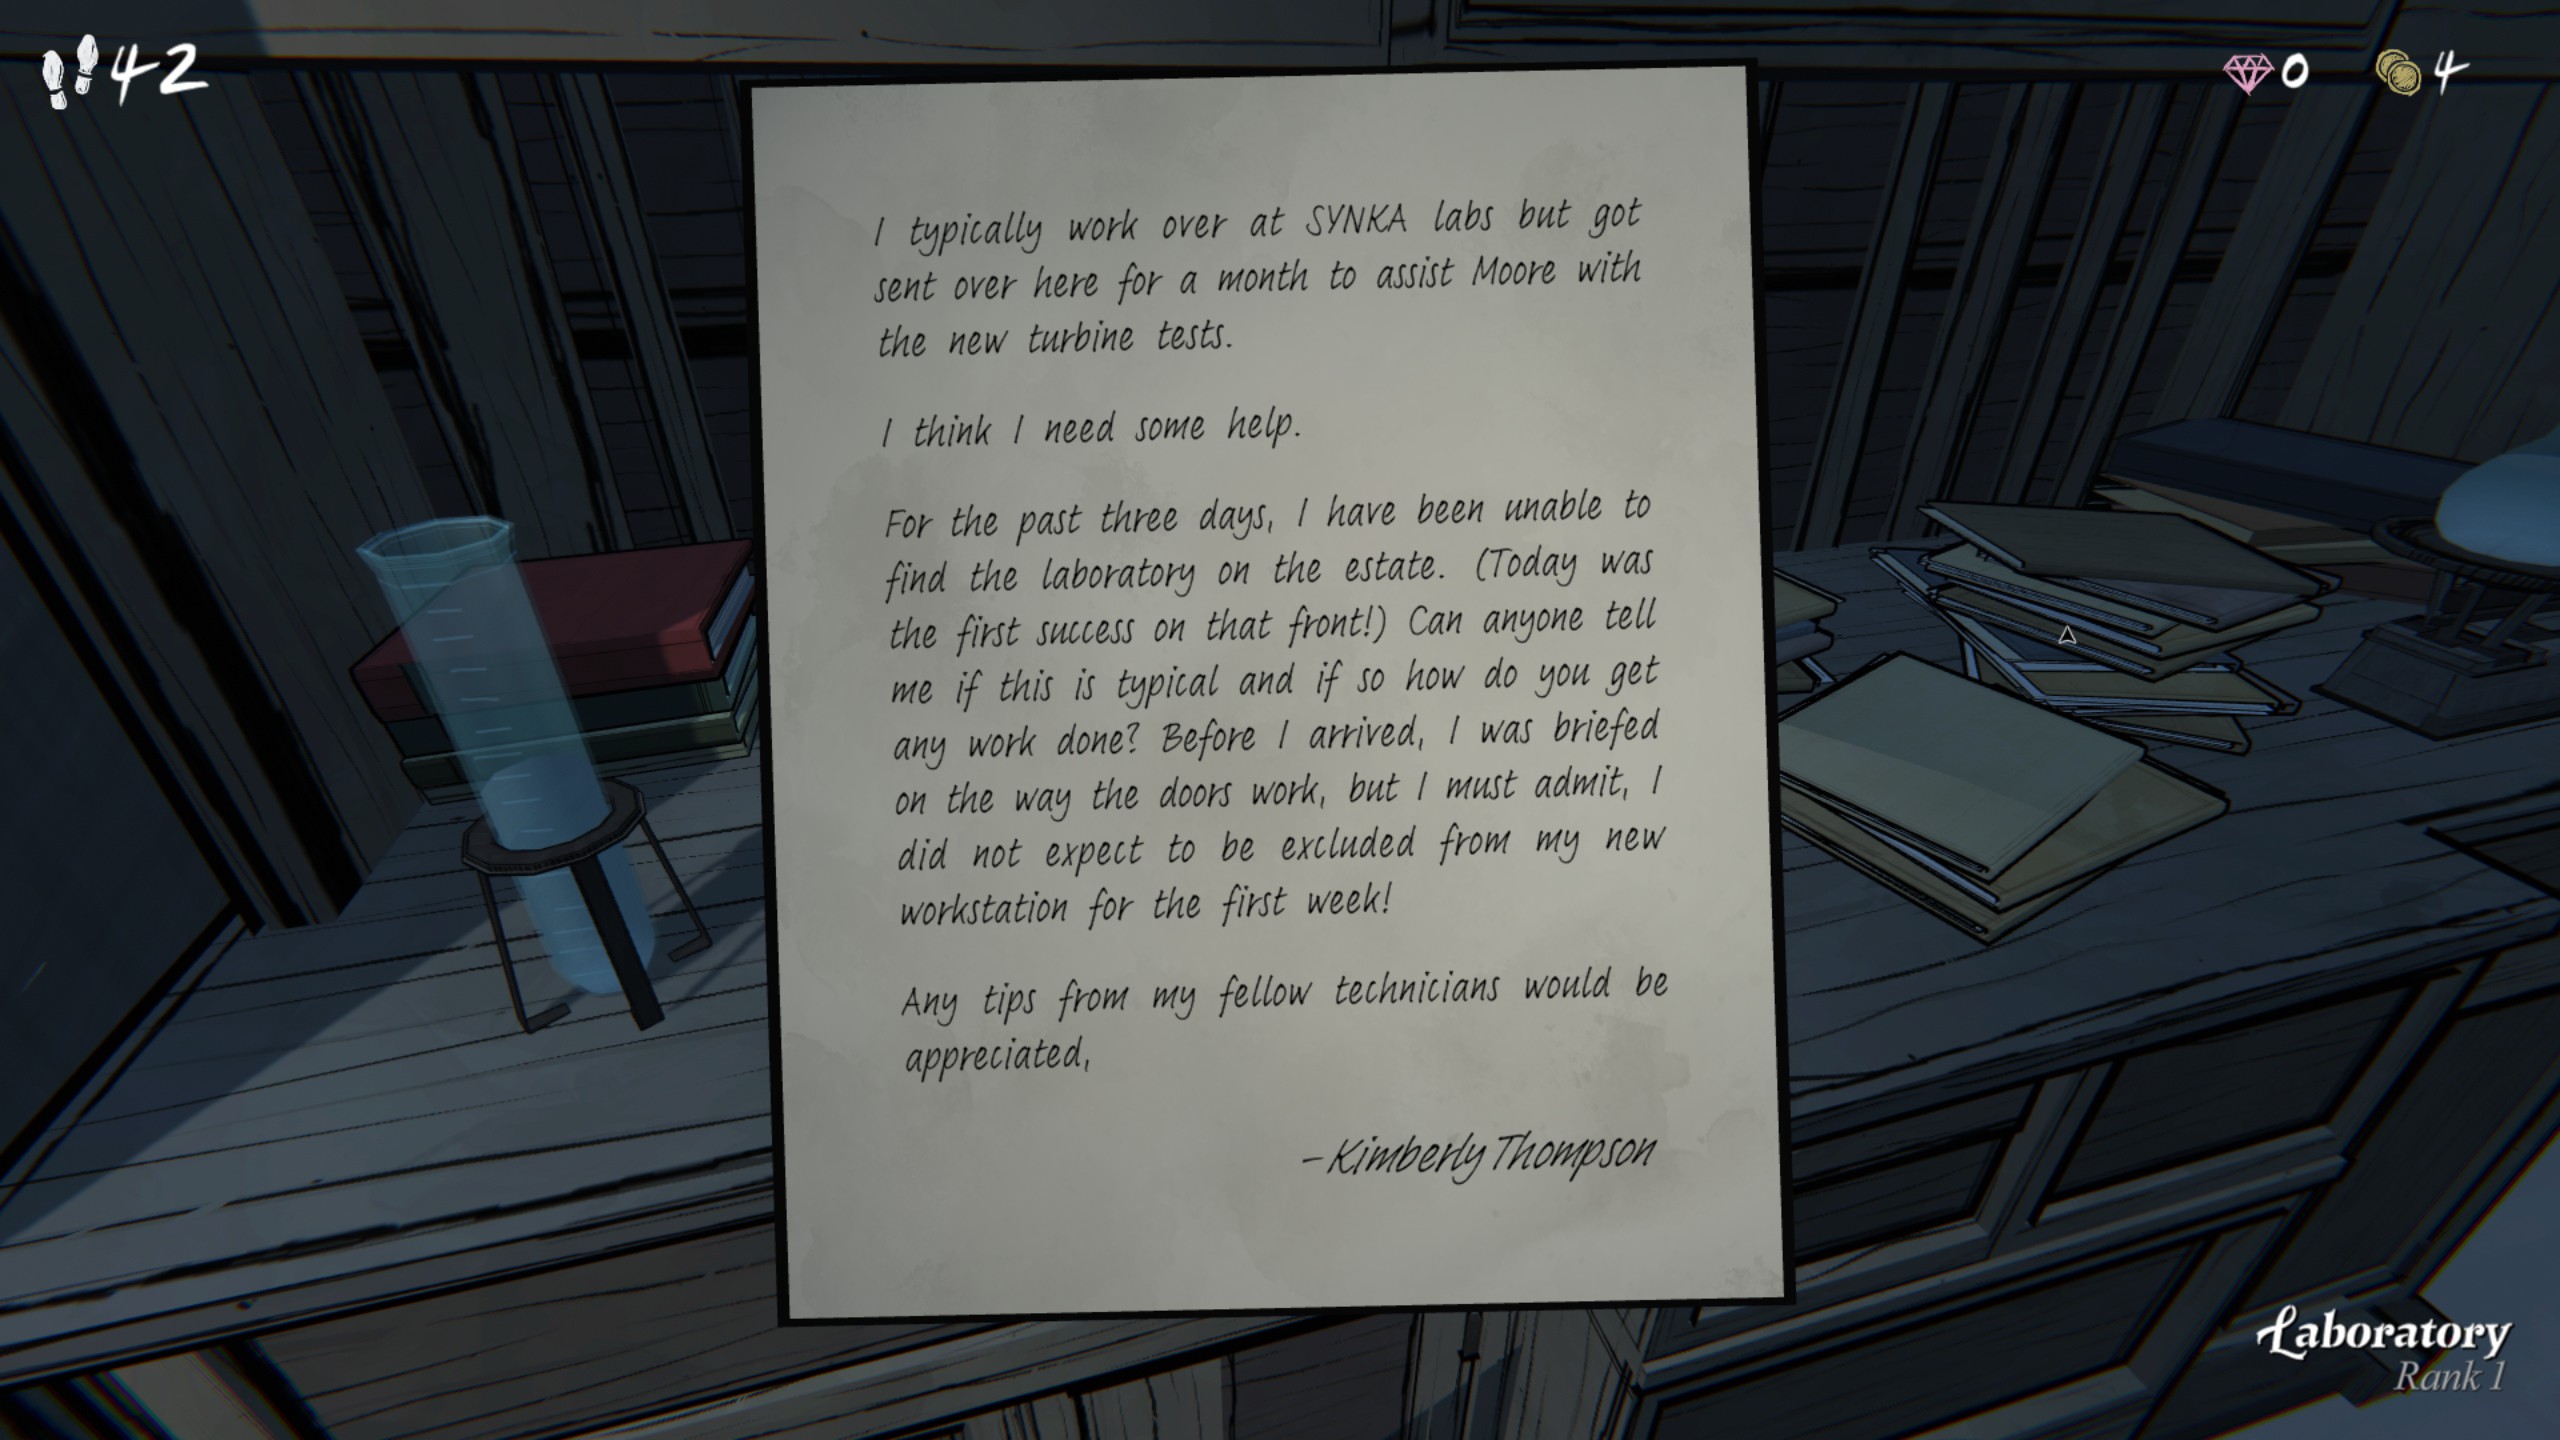 42
0
4
I typically work over at SYNKA labs but got
sent over here for a month to assist Moore with
the new turbine tests.
I think I need some help.
For the past three days, I have been unable to
find the laboratory on the estate. (Today was
the first success on that front!) Can anyone tell
me if this is typical and if so how do you get
any work done? Before I arrived, I was briefed
on the way the doors work, but I must admit, I
did not expect to be excluded from my new
workstation for the first week!
Any tips from my fellow technicians would be
appreciated,
– Kimberly Thompson
Laboratory
Rank 1